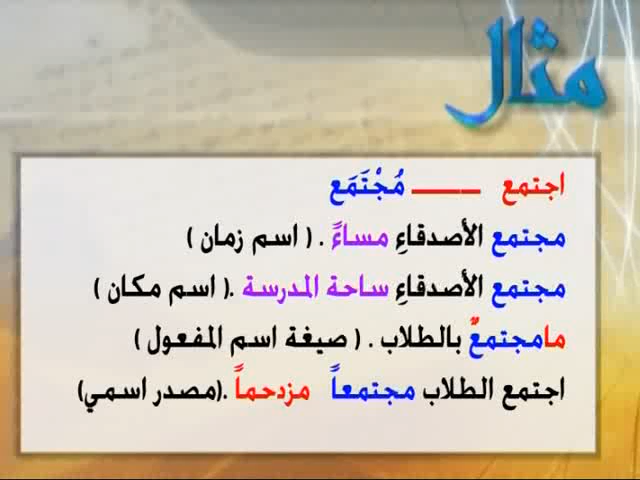 مثال
اجتمع ــــــ مُجْتَمَع
مجتمع الأصدقاءِ مساءً . ( اسم زمان )
مجتمع الأصدقاءِ ساحة المدرسة .( اسم مكان )
مامجتمعٌ بالطلاب . ( صيغة اسم المفعول )
اجتمع الطلاب مجتمعاً مزدحماً .(مصدر اسمي)